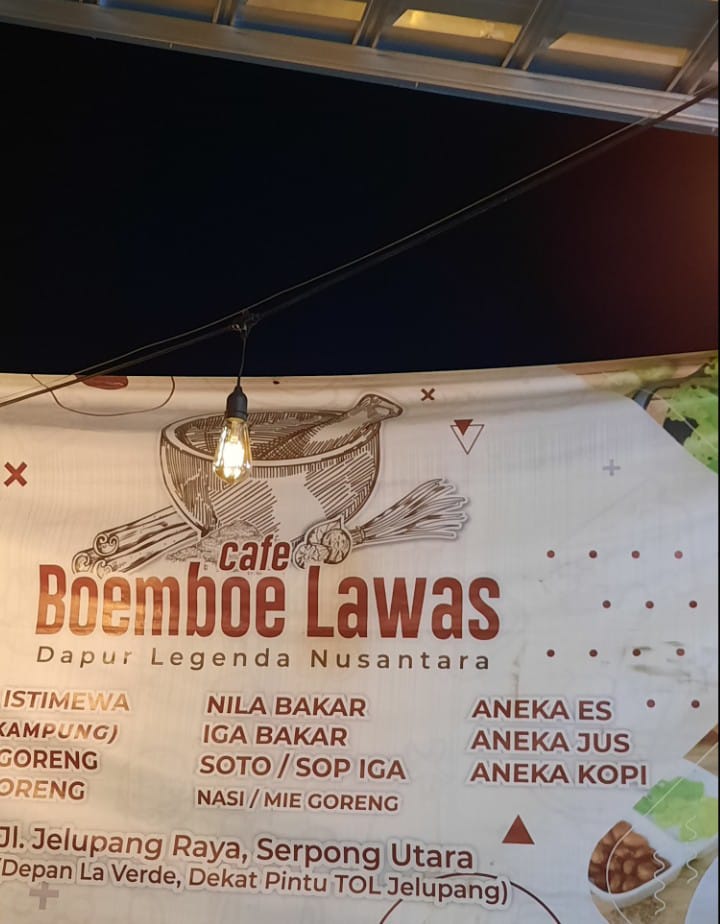 cafe
Boemboe Lawas
Dapur Legenda Nusantara
ISTIMEWA
KAMPUNG)
GORENG
ORENG
NILA BAKAR
IGA BAKAR
SOTO / SOP IGA
NASI / MIE GORENG
ANEKA ES
ANEKA JUS
ANEKA KOPI
Jl. Jelupang Raya, Serpong Utara
(Depan La Verde, Dekat Pintu TOL Jelupang)